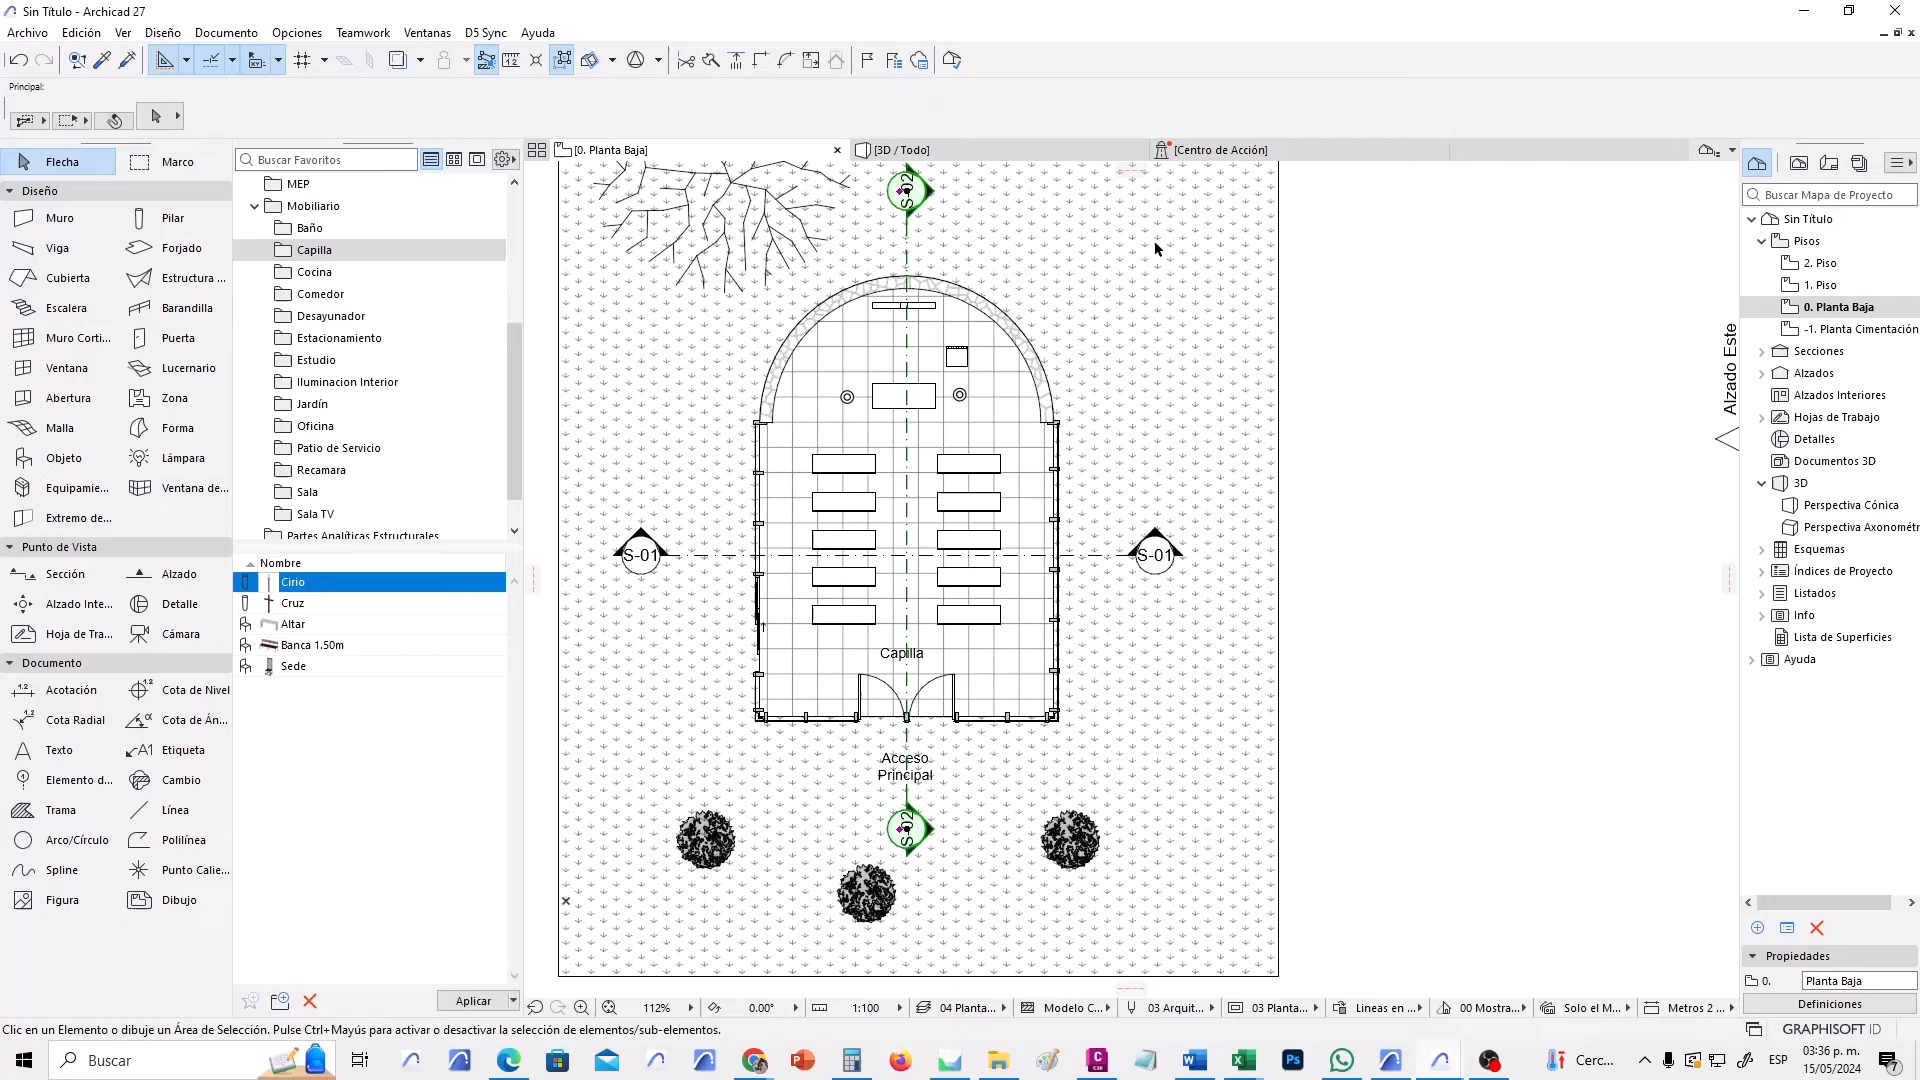 Sin Título - Archicad 27
Archivo Edición Ver Diseño Documento Opciones Teamwork Ventanas D5 Sync Ayuda
Principal:
Flecha Marco
Diseño
Muro Pilar
Viga Forjado
Cubierta Estructura ...
Escalera Barandilla
Muro Corti... Puerta
Ventana Lucernario
Abertura Zona
Malla Forma
Objeto Lámpara
Equipamie... Ventana de...
Extremo de...
Punto de Vista
Sección Alzado
Alzado Inte... Detalle
Hoja de Tra... Cámara
Documento
Acotación Cota de Nivel
Cota Radial Cota de Án...
Texto Etiqueta
Elemento d... Cambio
Trama Línea
Arco/Círculo Polilínea
Spline Punto Calie...
Figura Dibujo
Buscar Favoritos
MEP
Mobiliario
Baño
Capilla
Cocina
Comedor
Desayunador
Estacionamiento
Estudio
Iluminacion Interior
Jardín
Oficina
Patio de Servicio
Recamara
Sala
Sala TV
Partes Analíticas Estructurales
Nombre
Cirio
Cruz
Altar
Banca 1.50m
Sede
Aplicar
[0. Planta Baja] [3D / Todo] [Centro de Acción]
S-02
S-01 S-01
Capilla
Acceso
Principal
S-02
Alzado Este
Buscar Mapa de Proyecto
Sin Título
Pisos
2. Piso
1. Piso
0. Planta Baja
-1. Planta Cimentación
Secciones
Alzados
Alzados Interiores
Hojas de Trabajo
Detalles
Documentos 3D
3D
Perspectiva Cónica
Perspectiva Axonométr
Esquemas
Índices de Proyecto
Listados
Info
Lista de Superficies
Ayuda
Propiedades
0. Planta Baja
Definiciones
112% 0.00° 1:100 04 Planta... Modelo C... 03 Arquit... 03 Planta... Lineas en ... 00 Mostra... Solo el M... Metros 2 ...
Clic en un Elemento o dibuje un Área de Selección. Pulse Ctrl+Mayús para activar o desactivar la selección de elementos/sub-elementos.
GRAPHISOFT ID
Buscar
Cerc...
ESP
03:36 p. m.
15/05/2024
7